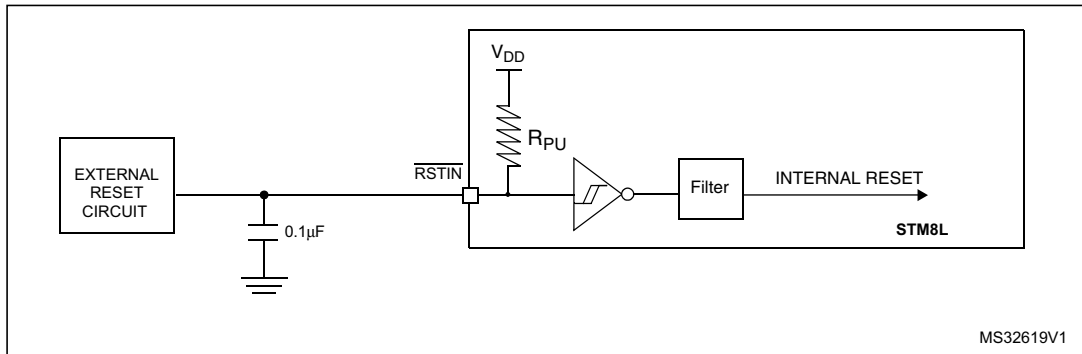 V_DD
R_PU
RSTIN
EXTERNAL
RESET
CIRCUIT
Filter
INTERNAL RESET
STM8L
0.1µF
MS32619V1